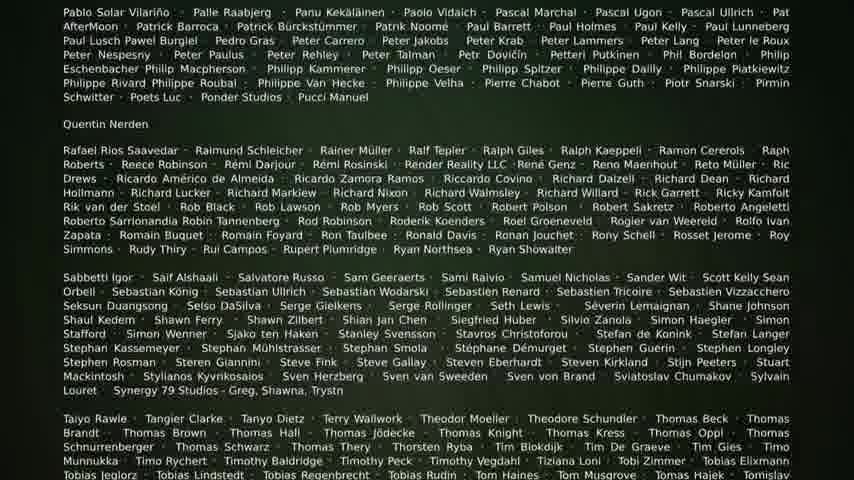 Pablo Solar Vilariño · Palle Raabjerg · Panu Kekäläinen · Paolo Vidaich · Pascal Marchal · Pascal Ugon · Pascal Ullrich · Pat
AfterMoon · Patrick Barroca · Patrick Bürckstümmer · Patrik Noome · Paul Barrett · Paul Holmes · Paul Kelly · Paul Lunneberg
Paul Lusch Pawel Burgiel · Pedro Gras · Peter Carrero · Peter Jakobs · Peter Krab · Peter Lammers · Peter Lang · Peter le Roux
Peter Nespesny · Peter Paulus · Peter Rehley · Peter Talman · Petr Dovičín · Petteri Putkinen · Phil Bordelon · Philip
Eschenbacher Philip Macpherson · Philipp Kammerer · Philipp Oeser · Philipp Spitzer · Philippe Dailly · Philippe Piatkiewitz
Philippe Rivard Philippe Roubal · Philippe Van Hecke · Philippe Velha · Pierre Chabot · Pierre Guth · Piotr Snarski · Pirmin
Schwitter · Poets Luc · Ponder Studios · Pucci Manuel
Quentin Nerden
Rafael Rios Saavedar · Raimund Schleicher · Rainer Müller · Ralf Tepler · Ralph Giles · Ralph Kaeppeli · Ramon Cererols · Raph
Roberts · Reece Robinson · Rémi Darjour · Rémi Rosinski · Render Reality LLC · René Genz · Reno Maenhout · Reto Müller · Ric
Drews · Ricardo Américo de Almeida · Ricardo Zamora Ramos · Riccardo Covino · Richard Dalzell · Richard Dean · Richard
Hollmann · Richard Lucker · Richard Markiew · Richard Nixon · Richard Walmsley · Richard Willard · Rick Garrett · Ricky Kamfolt
Rik van der Stoel · Rob Black · Rob Lawson · Rob Myers · Rob Scott · Robert Polson · Robert Sakretz · Roberto Angeletti
Roberto Sarrionandia Robin Tannenberg · Rod Robinson · Roderik Koenders · Roel Groeneveld · Rogier van Weereld · Rolfo Ivan
Zapata · Romain Buquet · Romain Foyard · Ron Taulbee · Ronald Davis · Ronan Jouchet · Rony Schell · Rosset Jerome · Roy
Simmons · Rudy Thiry · Rui Campos · Rupert Plumridge · Ryan Northsea · Ryan Showalter
Sabbetti Igor · Saif Alshaali · Salvatore Russo · Sam Geeraerts · Sami Raivio · Samuel Nicholas · Sander Wit · Scott Kelly Sean
Orbell · Sebastian König · Sebastian Ullrich · Sebastian Wodarski · Sebastien Renard · Sebastien Tricoire · Sebastien Vizzacchero
Seksun Duangsong · Selso DaSilva · Serge Gielkens · Serge Rollinger · Seth Lewis · Séverin Lemaignan · Shane Johnson
Shaul Kedem · Shawn Ferry · Shawn Zilbert · Shian Jan Chen · Siegfried Huber · Silvio Zanola · Simon Haegler · Simon
Stafford · Simon Wenner · Sjako ten Haken · Stanley Svensson · Stavros Christoforou · Stefan de Konink · Stefan Langer
Stephan Kassemeyer · Stephan Mühlstrasser · Stephan Smola · Stéphane Démurget · Stephen Guerin · Stephen Longley
Stephen Rosman · Steren Giannini · Steve Fink · Steve Gallay · Steven Eberhardt · Steven Kirkland · Stijn Peeters · Stuart
Mackintosh · Stylianos Kyvrikosaios · Sven Herzberg · Sven van Sweeden · Sven von Brand · Sviatoslav Chumakov · Sylvain
Louret · Synergy 79 Studios - Greg, Shawna, Trystn
Taiyo Rawle · Tangier Clarke · Tanyo Dietz · Terry Wallwork · Theodor Moeller · Theodore Schundler · Thomas Beck · Thomas
Brandt · Thomas Brown · Thomas Hall · Thomas Jödecke · Thomas Knight · Thomas Kress · Thomas Oppl · Thomas
Schnurrenberger · Thomas Schwarz · Thomas Thery · Thorsten Ryba · Tim Blokdijk · Tim De Graeve · Tim Gies · Timo
Munnukka · Timo Rychert · Timothy Baldridge · Timothy Peck · Timothy Vegdahl · Tiziana Loni · Tobi Zimmer · Tobias Elixmann
Tobias Jeglorz · Tobias Lindstedt · Tobias Regenbrecht · Tobias Rudin · Tom Haines · Tom Musgrove · Tomas Hajek · Tomislav